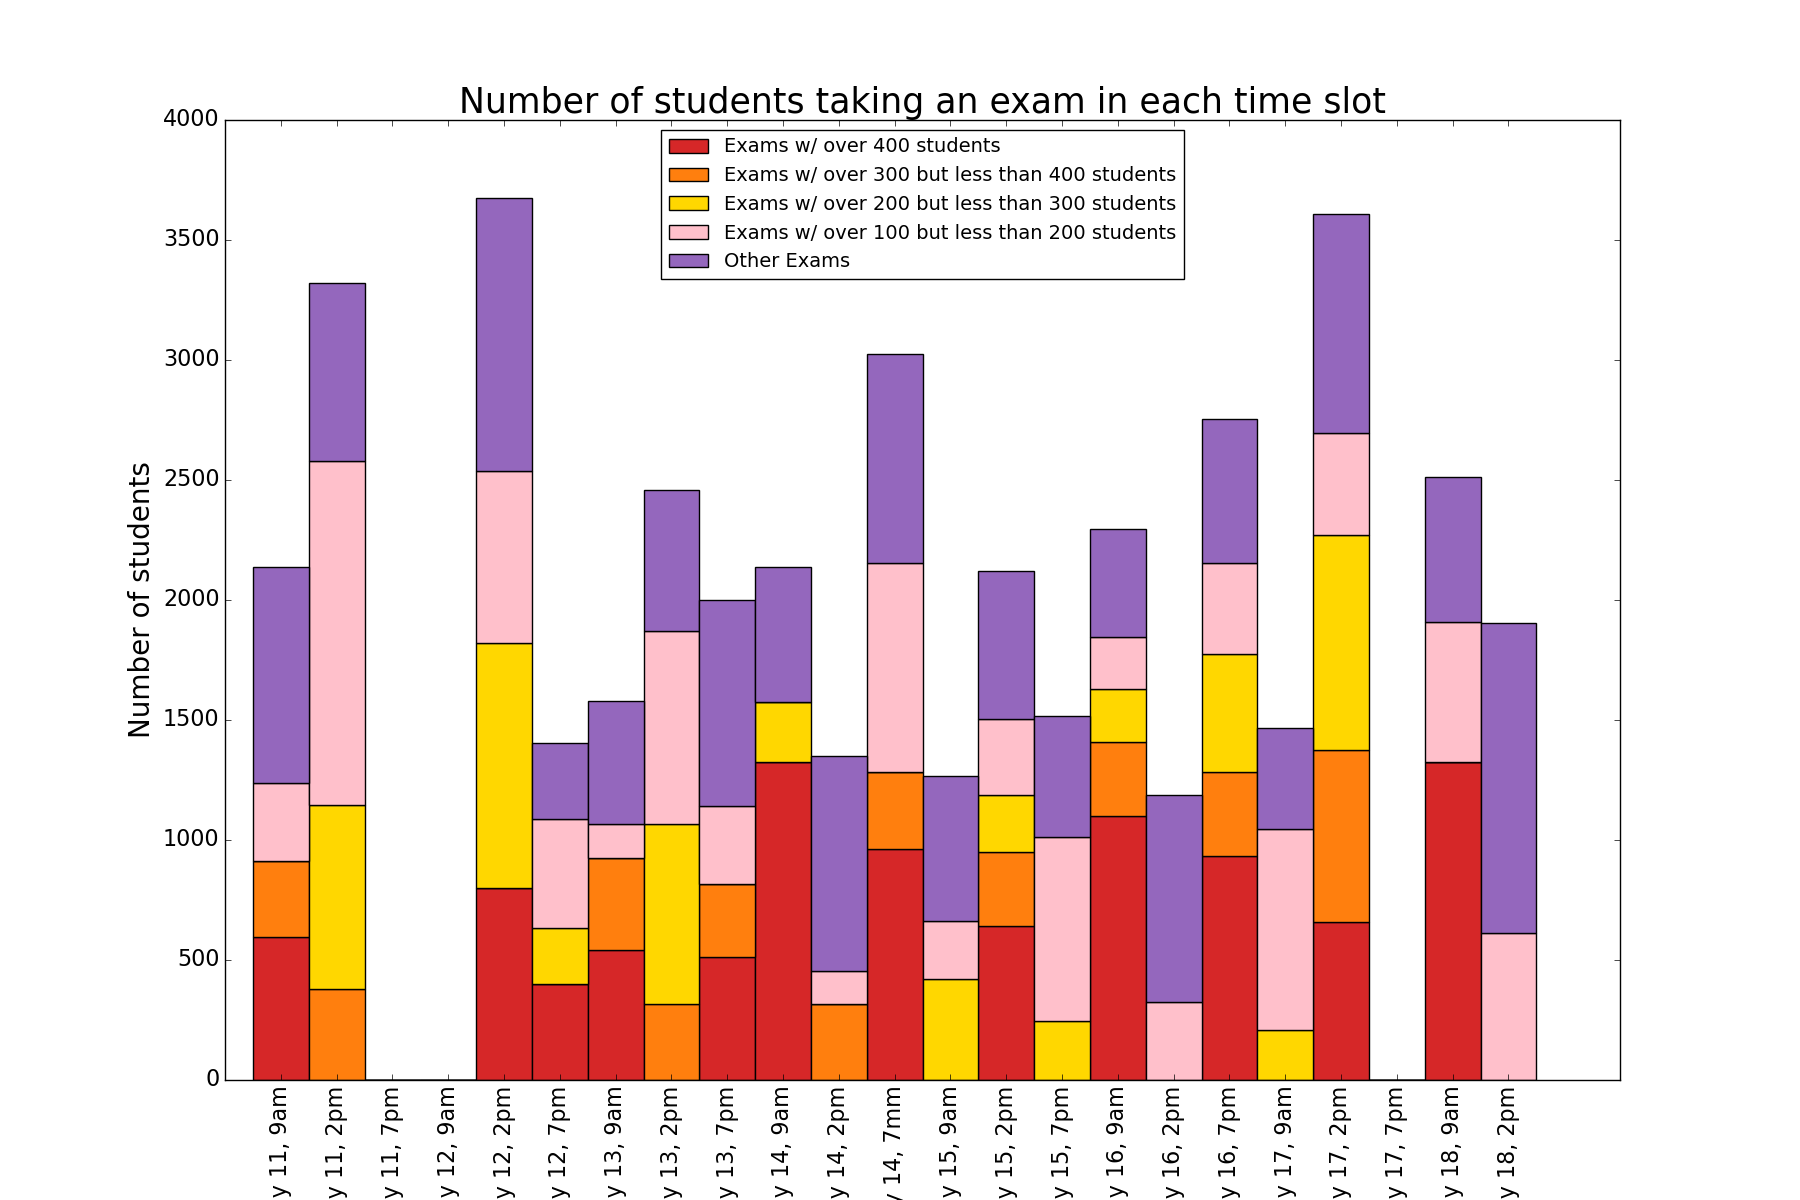 Number of students taking an exam in each time slot
Exams w/ over 400 students
Exams w/ over 300 but less than 400 students
Exams w/ over 200 but less than 300 students
Exams w/ over 100 but less than 200 students
Other Exams
Number of students
4000
3500
3000
2500
2000
1500
1000
500
0
y 11, 9am
y 11, 2pm
y 11, 7pm
y 12, 9am
y 12, 2pm
y 12, 7pm
y 13, 9am
y 13, 2pm
y 13, 7pm
y 14, 9am
y 14, 2pm
y 14, 7mm
y 15, 9am
y 15, 2pm
y 15, 7pm
y 16, 9am
y 16, 2pm
y 16, 7pm
y 17, 9am
y 17, 2pm
y 17, 7pm
y 18, 9am
y 18, 2pm